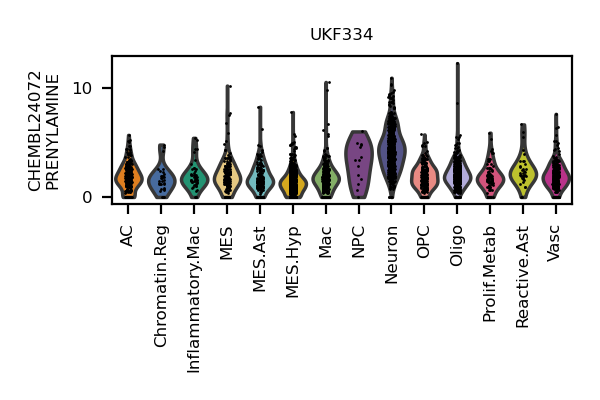 UKF334
CHEMBL24072
PRENYLAMINE
10
0
AC
Chromatin.Reg
Inflammatory.Mac
MES
MES.Ast
MES.Hyp
Mac
NPC
Neuron
OPC
Oligo
Prolif.Metab
Reactive.Ast
Vasc